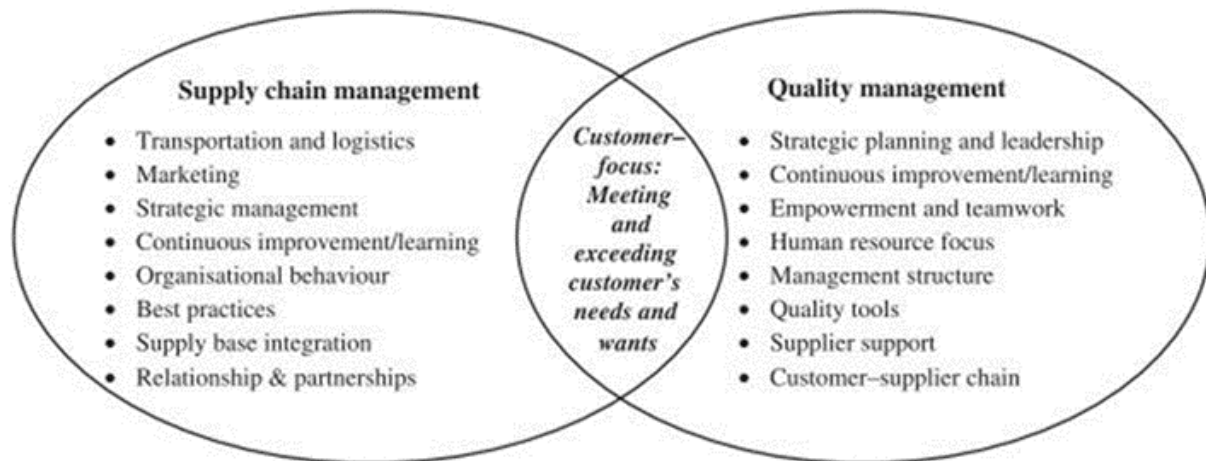 Supply chain management
• Transportation and logistics
• Marketing
• Strategic management
• Continuous improvement/learning
• Organisational behaviour
• Best practices
• Supply base integration
• Relationship & partnerships
Customer–
focus:
Meeting
and
exceeding
customer's
needs and
wants
Quality management
• Strategic planning and leadership
• Continuous improvement/learning
• Empowerment and teamwork
• Human resource focus
• Management structure
• Quality tools
• Supplier support
• Customer–supplier chain